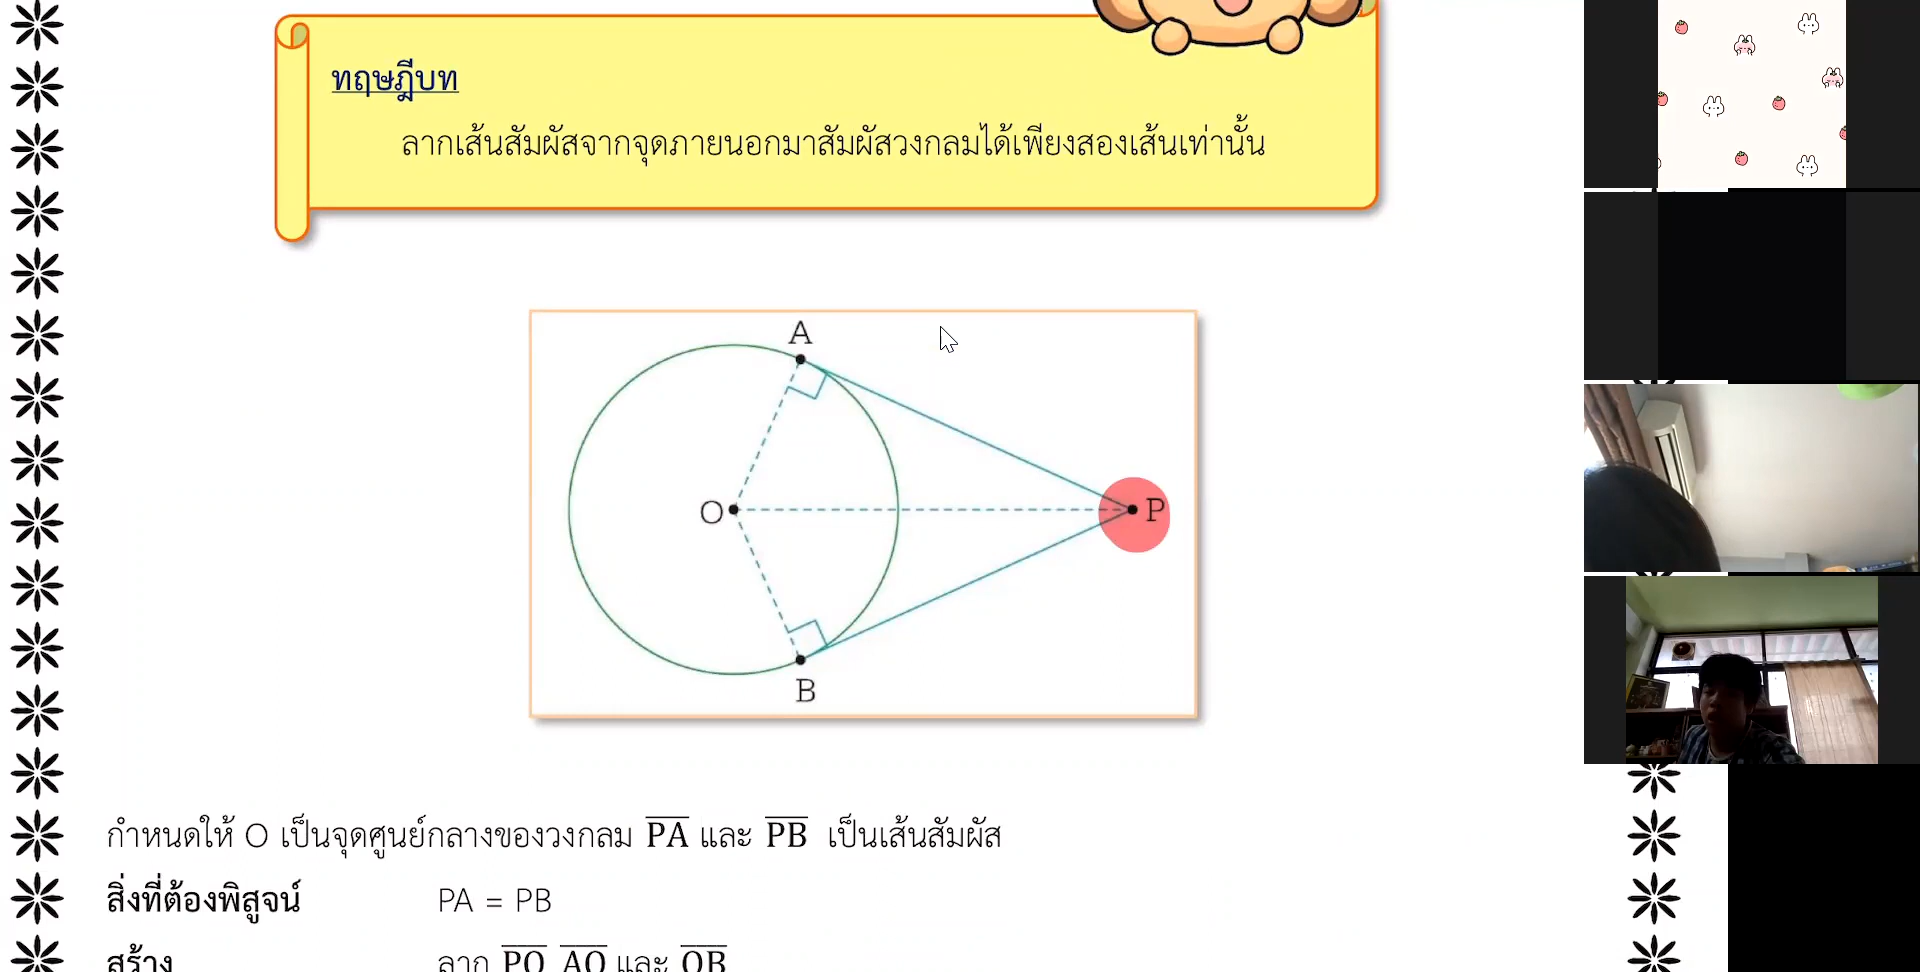 ทฤษฎีบท
ลากเส้นสัมผัสจากจุดภายนอกมาสัมผัสวงกลมได้เพียงสองเส้นเท่านั้น
A
O
P
B
กำหนดให้ O เป็นจุดศูนย์กลางของวงกลม PA และ PB เป็นเส้นสัมผัส
สิ่งที่ต้องพิสูจน์ PA = PB
สร้าง ลาก PO AO และ OB